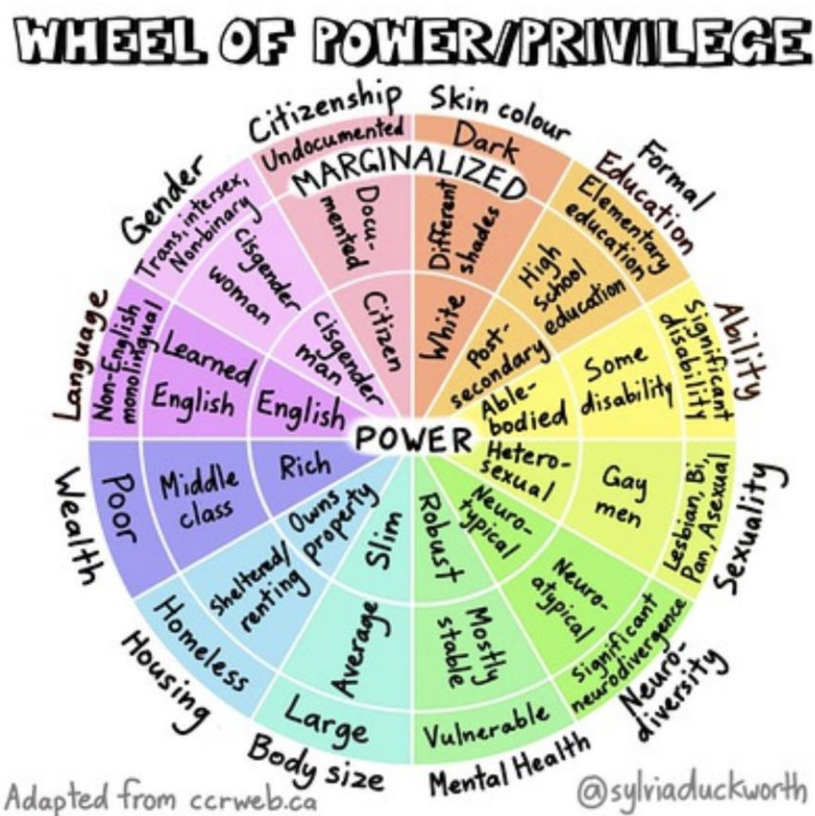 WHEEL OF POWER/PRIVILEGE
Citizenship
Undocumented
Docu-
mented
Citizen
Skin colour
Dark
Different
shades
White
Formal
Education
Elementary
education
High
School
education
Post-
secondary
Ability
Significant
disability
Some
disability
Able-
bodied
Sexuality
Lesbian, Bi,
Pan, Asexual
Gay
men
Hetero-
sexual
Neuro-
diversity
Significant
neurodivergence
Neuro-
atypical
Neuro-
typical
Mental Health
Vulnerable
Mostly
stable
Robust
Body size
Large
Average
Slim
Housing
Homeless
Sheltered/
renting
Owns
property
Wealth
Poor
Middle
class
Rich
Language
Non-English
monolingual
Learned
English
English
Gender
Trans, intersex,
Non-binary
cisgender
woman
cisgender
man
MARGINALIZED
POWER
Adapted from ccrweb.ca
@sylviaduckworth